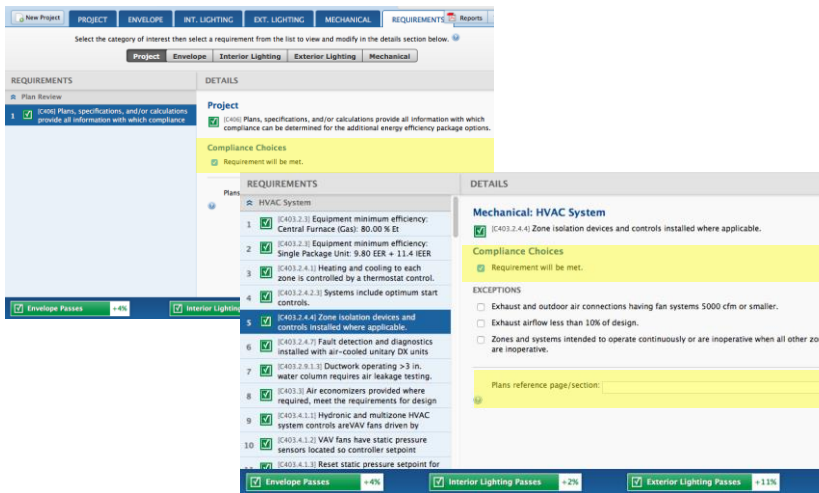 New Project
PROJECT
ENVELOPE
INT. LIGHTING
EXT. LIGHTING
MECHANICAL
REQUIREMENTS
Reports
Select the category of interest then select a requirement from the list to view and modify in the details section below.
Project
Envelope
Interior Lighting
Exterior Lighting
Mechanical
REQUIREMENTS
DETAILS
Plan Review
1 [C406] Plans, specifications, and/or calculations
provide all information with which compliance
Project
[C406] Plans, specifications, and/or calculations provide all information with which
compliance can be determined for the additional energy efficiency package options.
Compliance Choices
Requirement will be met.
Plans
Envelope Passes +4%
Interior Lighting
REQUIREMENTS
HVAC System
1 [C403.2.3] Equipment minimum efficiency:
Central Furnace (Gas): 80.00 % Et
2 [C403.2.3] Equipment minimum efficiency:
Single Package Unit: 9.80 EER + 11.4 IEER
3 [C403.2.4.1] Heating and cooling to each
zone is controlled by a thermostat control.
4 [C403.2.4.2.3] Systems include optimum start
controls.
5 [C403.2.4.4] Zone isolation devices and
controls installed where applicable.
6 [C403.2.4.7] Fault detection and diagnostics
installed with air-cooled unitary DX units
7 [C403.2.9.1.3] Ductwork operating >3 in.
water column requires air leakage testing.
8 [C403.3] Air economizers provided where
required, meet the requirements for design
9 [C403.4.1.1] Hydronic and multizone HVAC
system controls areVAV fans driven by
10 [C403.4.1.2] VAV fans have static pressure
sensors located so controller setpoint
[C403.4.1.3] Reset static pressure setpoint for
DETAILS
Mechanical: HVAC System
[C403.2.4.4] Zone isolation devices and controls installed where applicable.
Compliance Choices
Requirement will be met.
EXCEPTIONS
Exhaust and outdoor air connections having fan systems 5000 cfm or smaller.
Exhaust airflow less than 10% of design.
Zones and systems intended to operate continuously or are inoperative when all other zo
are inoperative.
Plans reference page/section:
Envelope Passes +4%
Interior Lighting Passes +2%
Exterior Lighting Passes +11%